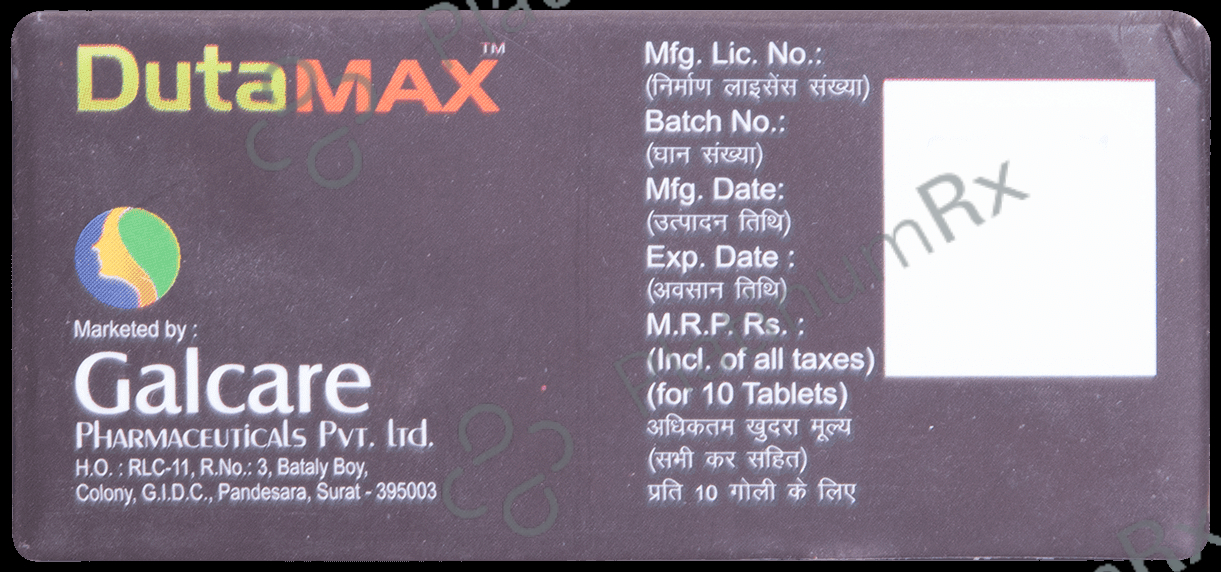 DutaMAX™
Marketed by :
Galcare
PHARMACEUTICALS PVT. LTD.
H.O. : RLC-11, R.No.: 3, Bataly Boy,
Colony, G.I.D.C., Pandesara, Surat - 395003
Mfg. Lic. No.:
(निर्माण लाइसेंस संख्या)
Batch No.:
(घान संख्या)
Mfg. Date:
(उत्पादन तिथि)
Exp. Date :
(अवसान तिथि)
M.R.P. Rs. :
(Incl. of all taxes)
(for 10 Tablets)
अधिकतम खुदरा मूल्य
(सभी कर सहित)
प्रति 10 गोली के लिए
PlatinumRx